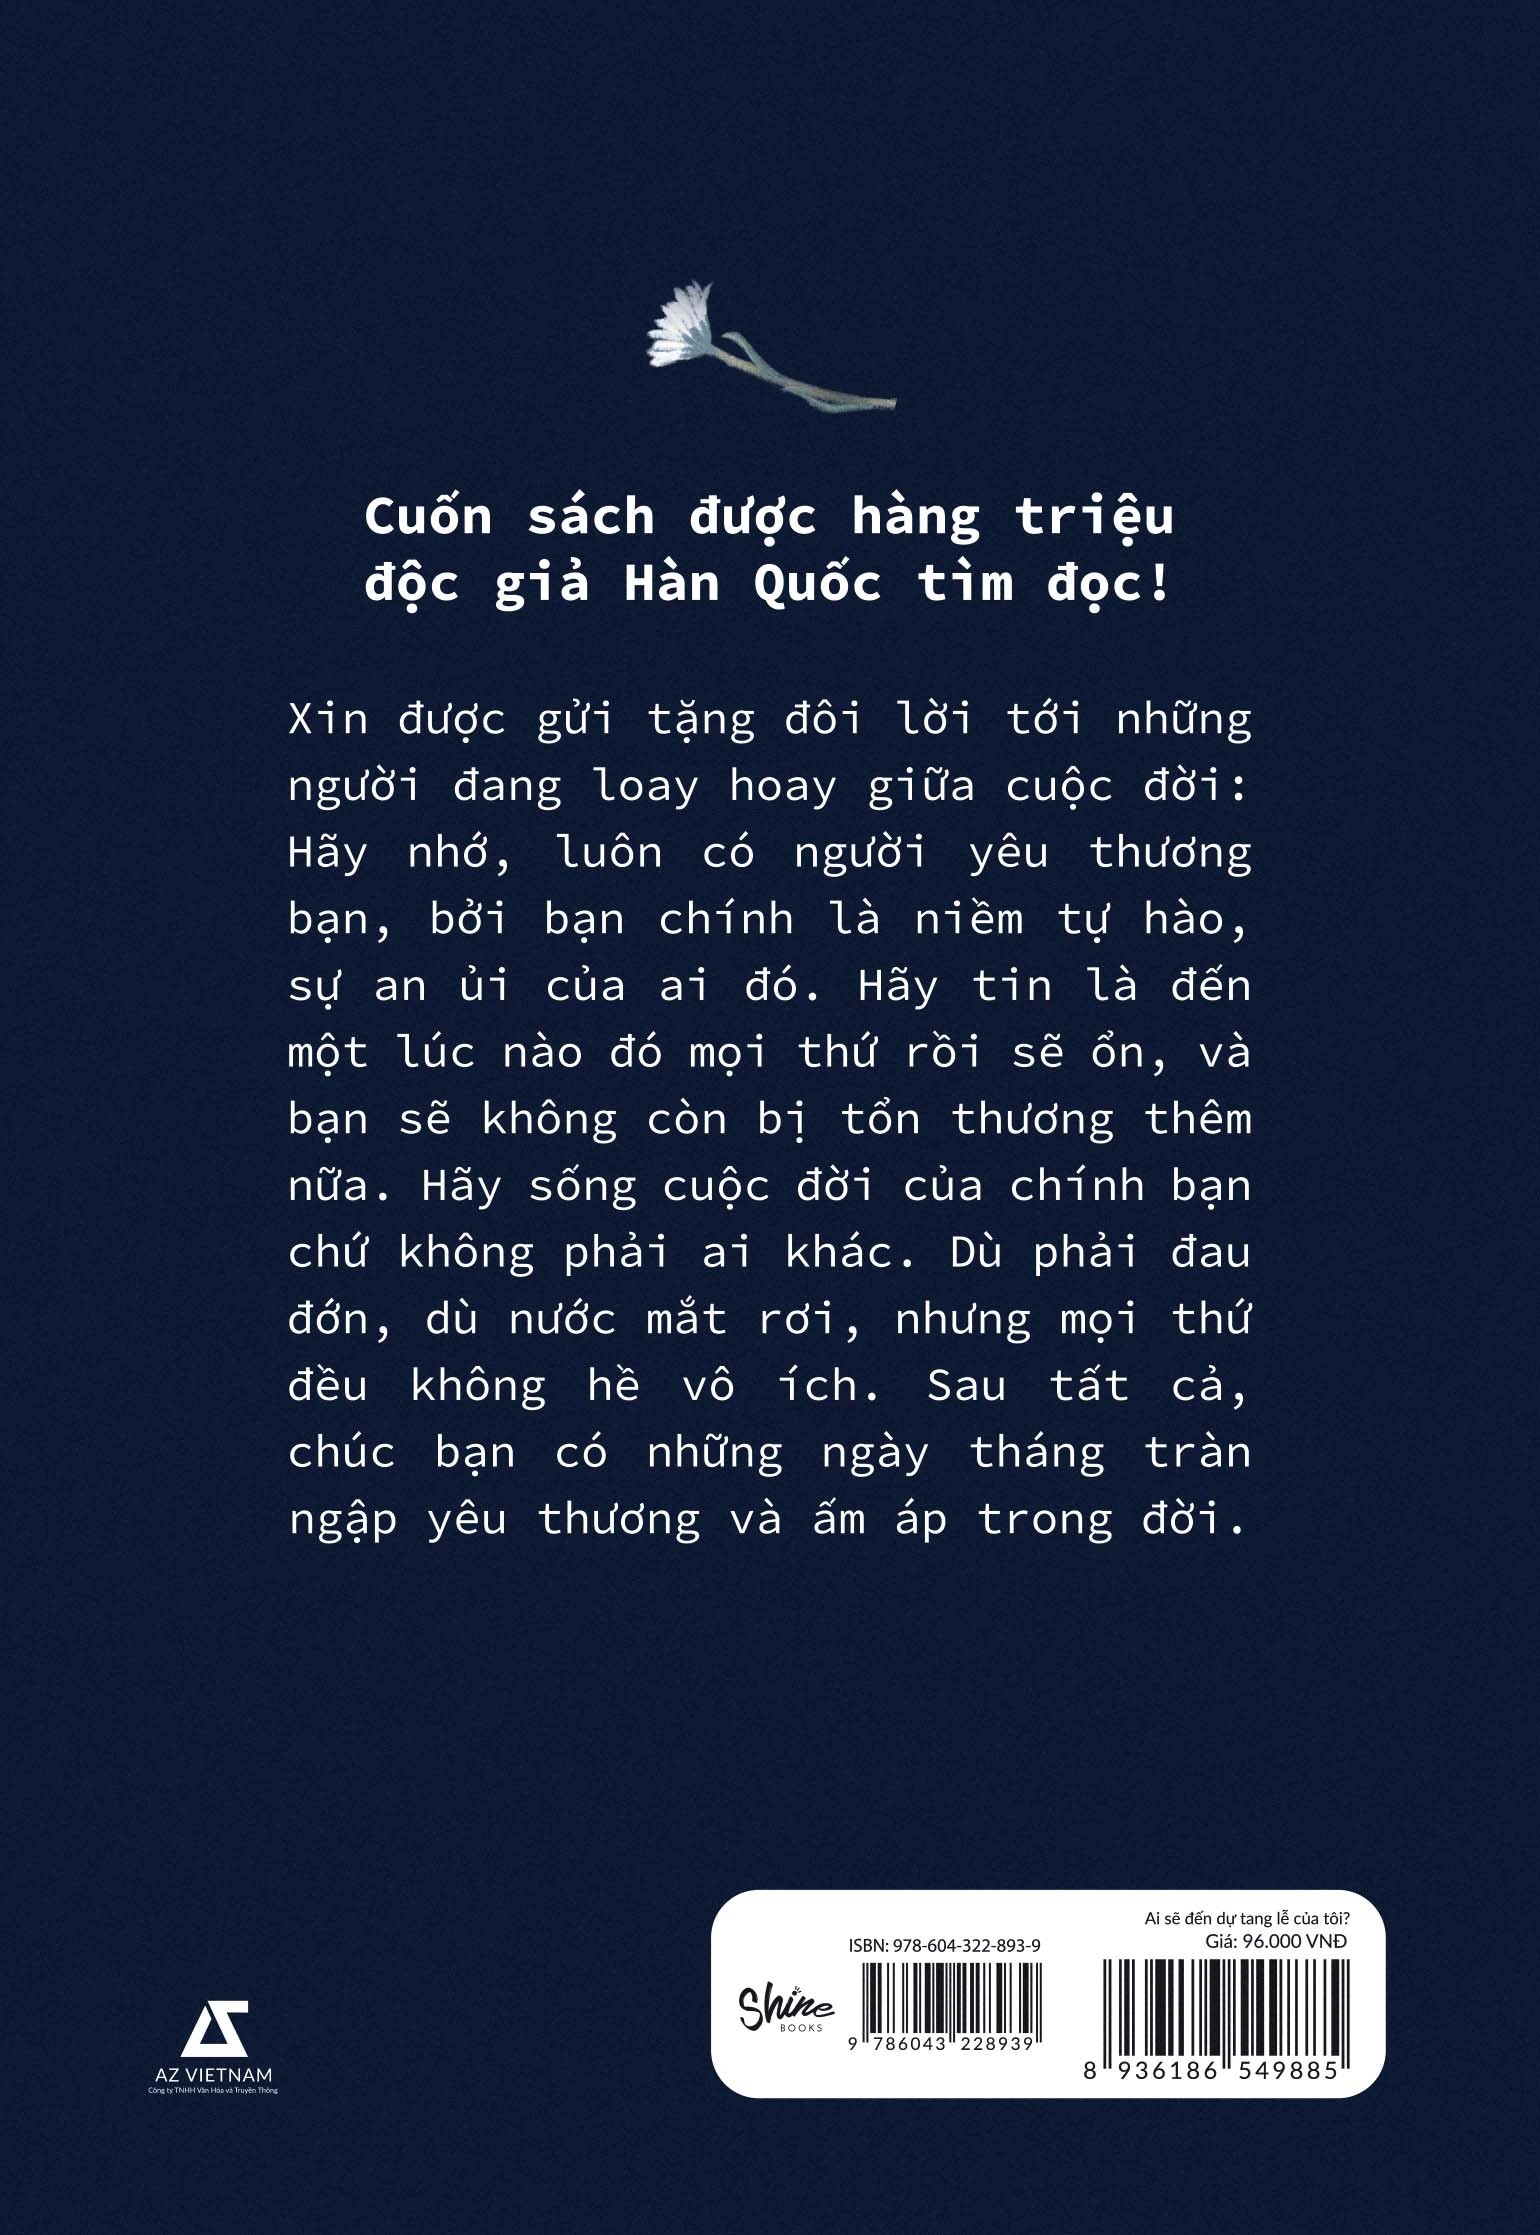 Cuốn sách được hàng triệu
độc giả Hàn Quốc tìm đọc!
Xin được gửi tặng đôi lời tới những
người đang loay hoay giữa cuộc đời:
Hãy nhớ, luôn có người yêu thương
bạn, bởi bạn chính là niềm tự hào,
sự an ủi của ai đó. Hãy tin là đến
một lúc nào đó mọi thứ rồi sẽ ổn, và
bạn sẽ không còn bị tổn thương thêm
nữa. Hãy sống cuộc đời của chính bạn
chứ không phải ai khác. Dù phải đau
đớn, dù nước mắt rơi, nhưng mọi thứ
đều không hề vô ích. Sau tất cả,
chúc bạn có những ngày tháng tràn
ngập yêu thương và ấm áp trong đời.
AZ VIETNAM
Công ty TNHH Văn Hóa và Truyền Thông
Shine
BOOKS
ISBN: 978-604-322-893-9
9 786043 228939
Ai sẽ đến dự tang lễ của tôi?
Giá: 96.000 VNĐ
8 936186 549885